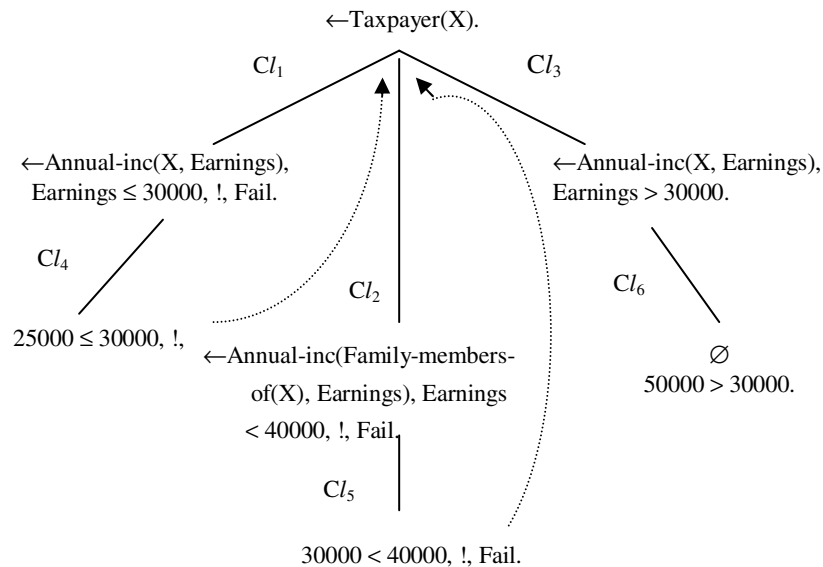 ←Taxpayer(X).
Cl₁
Cl₃
←Annual-inc(X, Earnings),
Earnings ≤ 30000, !, Fail.
←Annual-inc(X, Earnings),
Earnings > 30000.
Cl₄
Cl₂
Cl₆
25000 ≤ 30000, !,
←Annual-inc(Family-members-
of(X), Earnings), Earnings
< 40000, !, Fail.
∅
50000 > 30000.
Cl₅
30000 < 40000, !, Fail.